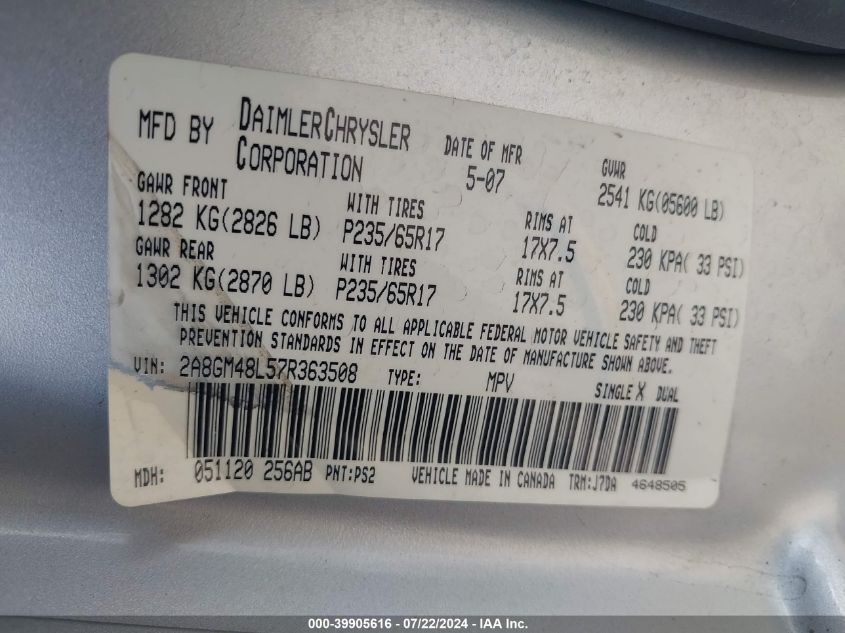 MFD BY DAIMLERCHRYSLER CORPORATION DATE OF MFR 5-07 GVWR 2541 KG(05600 LB)
GAWR FRONT WITH TIRES RIMS AT COLD
1282 KG(2826 LB) P235/65R17 17X7.5 230 KPA( 33 PSI)
GAWR REAR WITH TIRES RIMS AT COLD
1302 KG(2870 LB) P235/65R17 17X7.5 230 KPA( 33 PSI)
THIS VEHICLE CONFORMS TO ALL APPLICABLE FEDERAL MOTOR VEHICLE SAFETY AND THEFT
PREVENTION STANDARDS IN EFFECT ON THE DATE OF MANUFACTURE SHOWN ABOVE.
VIN: 2A8GM48L57R363508 TYPE: MPV SINGLE X DUAL
MDH: 051120 256AB PNT:PS2 VEHICLE MADE IN CANADA TRM:J7DA 4648505
000-39905616 - 07/22/2024 - IAA Inc.